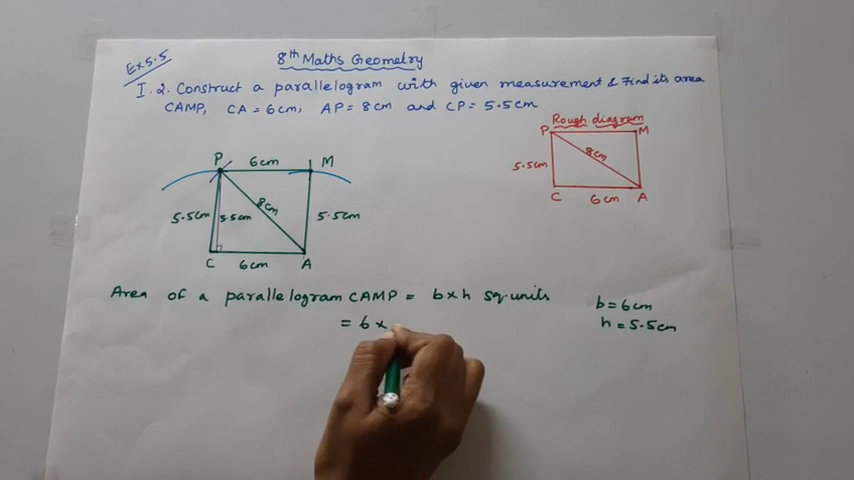 Ex 5.5
8th Maths Geometry
I. 2. Construct a parallelogram with given measurement & Find its area
CAMP, CA = 6cm, AP = 8cm and CP = 5.5cm
Rough diagram
P M
8cm
5.5cm
C A
6cm
P 6cm M
5.5cm 5.5cm 8cm 5.5cm
C 6cm A
Area of a parallelogram CAMP = b×h sq.units
= 6×
b = 6cm
h = 5.5cm